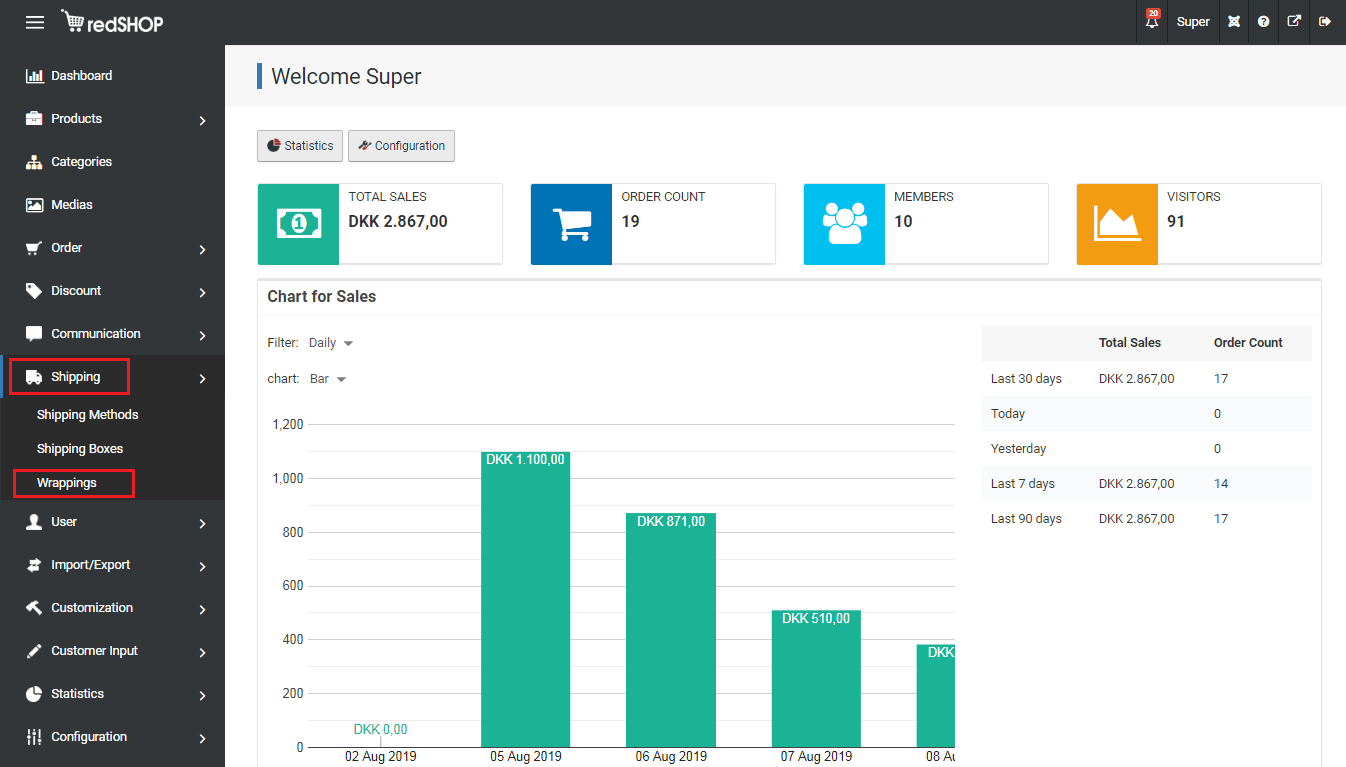 redSHOP
20
Super
Dashboard
Products
Categories
Medias
Order
Discount
Communication
Shipping
Shipping Methods
Shipping Boxes
Wrappings
User
Import/Export
Customization
Customer Input
Statistics
Configuration
Welcome Super
Statistics
Configuration
TOTAL SALES
DKK 2.867,00
ORDER COUNT
19
MEMBERS
10
VISITORS
91
Chart for Sales
Filter: Daily
chart: Bar
1,200
1,000
800
600
400
200
0
DKK 0,00
DKK 1.100,00
DKK 871,00
DKK 510,00
DKK
02 Aug 2019
05 Aug 2019
06 Aug 2019
07 Aug 2019
08 Au
Total Sales Order Count
Last 30 days DKK 2.867,00 17
Today 0
Yesterday 0
Last 7 days DKK 2.867,00 14
Last 90 days DKK 2.867,00 17